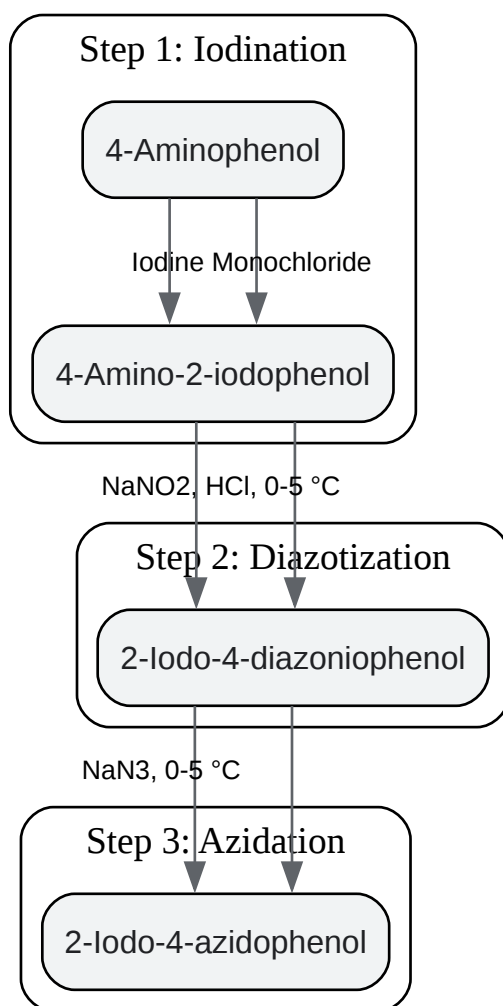 Step 1: Iodination
4-Aminophenol
Iodine Monochloride
4-Amino-2-iodophenol
NaNO2, HCl, 0-5 °C
Step 2: Diazotization
2-Iodo-4-diazoniophenol
NaN3, 0-5 °C
Step 3: Azidation
2-Iodo-4-azidophenol